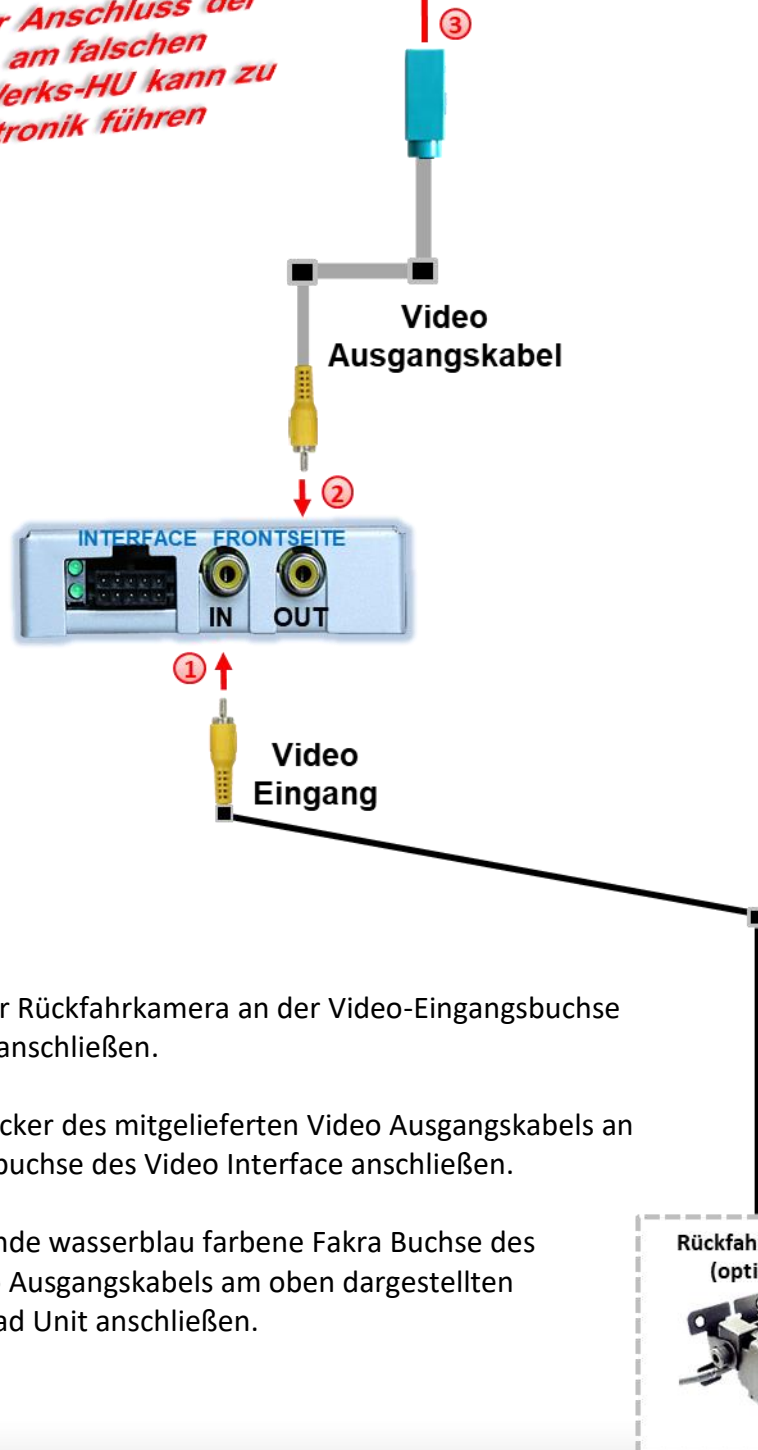 r Anschluss der
am falschen
erks-HU kann zu
tronik führen
3
Video
Ausgangskabel
2
INTERFACE FRONTSEITE
IN OUT
1
Video
Eingang
r Rückfahrkamera an der Video-Eingangsbuchse
anschließen.
cker des mitgelieferten Video Ausgangskabels an
buchse des Video Interface anschließen.
nde wasserblau farbene Fakra Buchse des
Ausgangskabels am oben dargestellten
ad Unit anschließen.
Rückfah
(opti